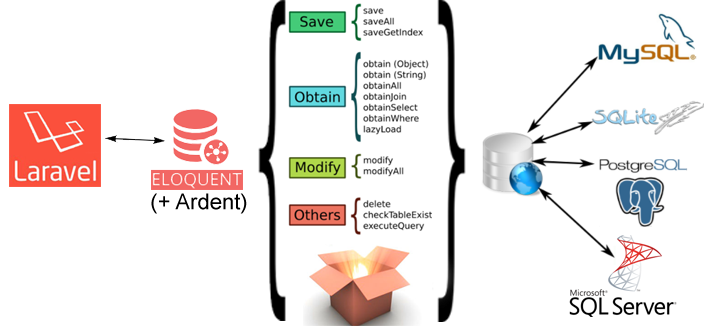 Laravel
ELOQUENT
(+ Ardent)
Save
save
saveAll
saveGetIndex
Obtain
obtain (Object)
obtain (String)
obtainAll
obtainJoin
obtainSelect
obtainWhere
lazyLoad
Modify
modify
modifyAll
Others
delete
checkTableExist
executeQuery
MySQL®
SQLite
PostgreSQL
Microsoft®
SQL Server®